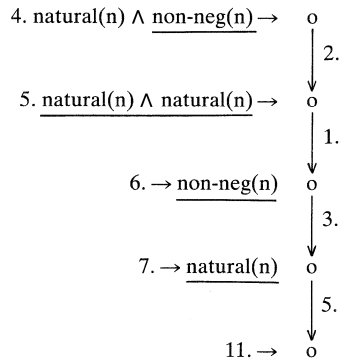 4. natural(n) ∧ non-neg(n) → o
2.
5. natural(n) ∧ natural(n) → o
1.
6. → non-neg(n) o
3.
7. → natural(n) o
5.
11. → o